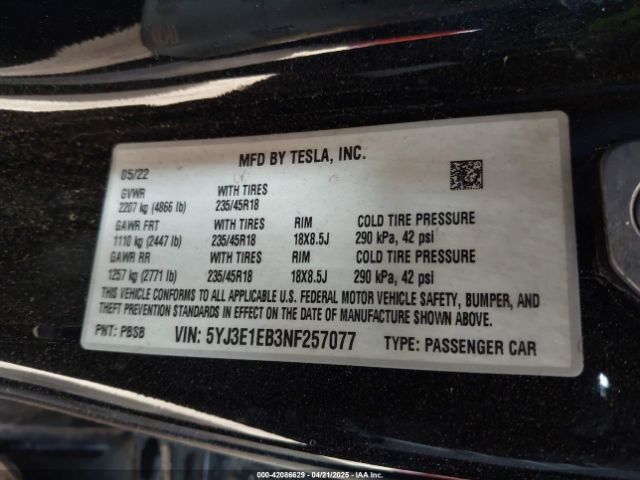 MFD BY TESLA, INC.
05/22
GVWR WITH TIRES
2207 kg (4866 lb) 235/45R18
GAWR FRT WITH TIRES RIM COLD TIRE PRESSURE
1110 kg (2447 lb) 235/45R18 18X8.5J 290 kPa, 42 psi
GAWR RR WITH TIRES RIM COLD TIRE PRESSURE
1257 kg (2771 lb) 235/45R18 18X8.5J 290 kPa, 42 psi
THIS VEHICLE CONFORMS TO ALL APPLICABLE U.S. FEDERAL MOTOR VEHICLE SAFETY, BUMPER, AND
THEFT PREVENTION STANDARDS IN EFFECT ON THE DATE OF MANUFACTURE SHOWN ABOVE.
PNT: PBSB VIN: 5YJ3E1EB3NF257077 TYPE: PASSENGER CAR
000-42086629 - 04/21/2025 - IAA Inc.